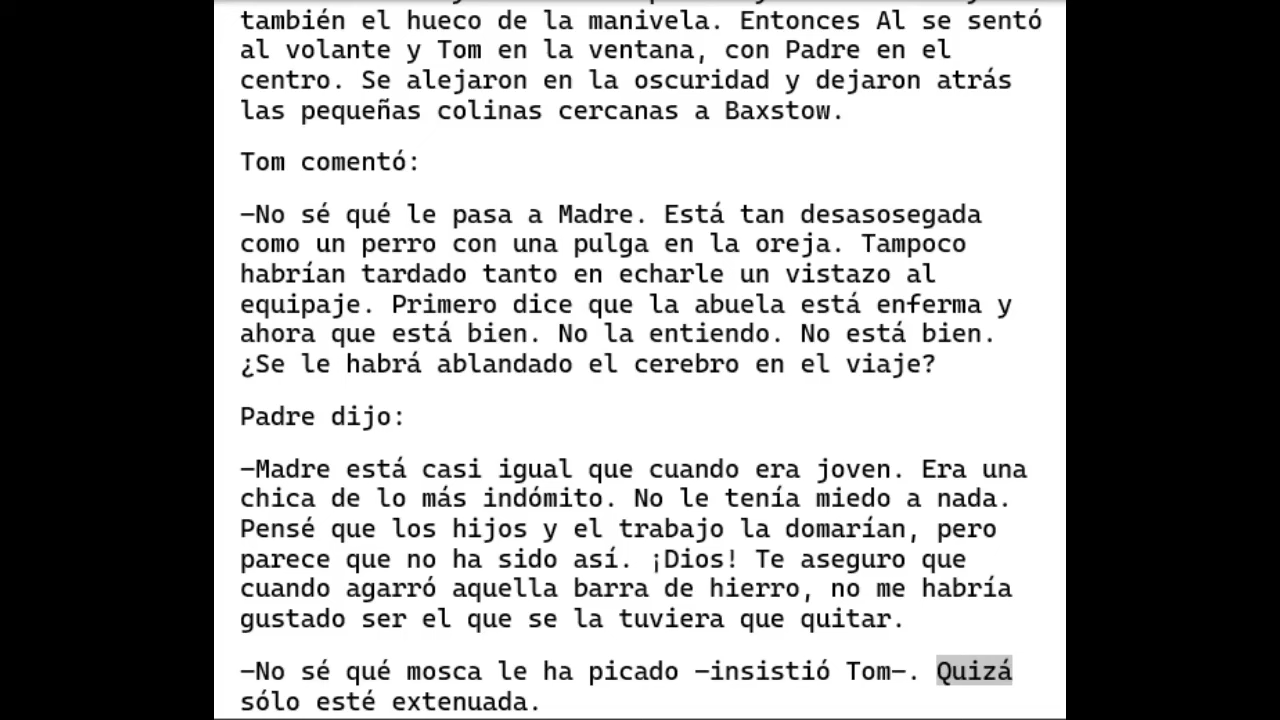 también el hueco de la manivela. Entonces Al se sentó
al volante y Tom en la ventana, con Padre en el
centro. Se alejaron en la oscuridad y dejaron atrás
las pequeñas colinas cercanas a Baxstow.
Tom comentó:
—No sé qué le pasa a Madre. Está tan desasosegada
como un perro con una pulga en la oreja. Tampoco
habrían tardado tanto en echarle un vistazo al
equipaje. Primero dice que la abuela está enferma y
ahora que está bien. No la entiendo. No está bien.
¿Se le habrá ablandado el cerebro en el viaje?
Padre dijo:
—Madre está casi igual que cuando era joven. Era una
chica de lo más indómito. No le tenía miedo a nada.
Pensé que los hijos y el trabajo la domarían, pero
parece que no ha sido así. ¡Dios! Te aseguro que
cuando agarró aquella barra de hierro, no me habría
gustado ser el que se la tuviera que quitar.
—No sé qué mosca le ha picado —insistió Tom—. Quizá
sólo esté extenuada.